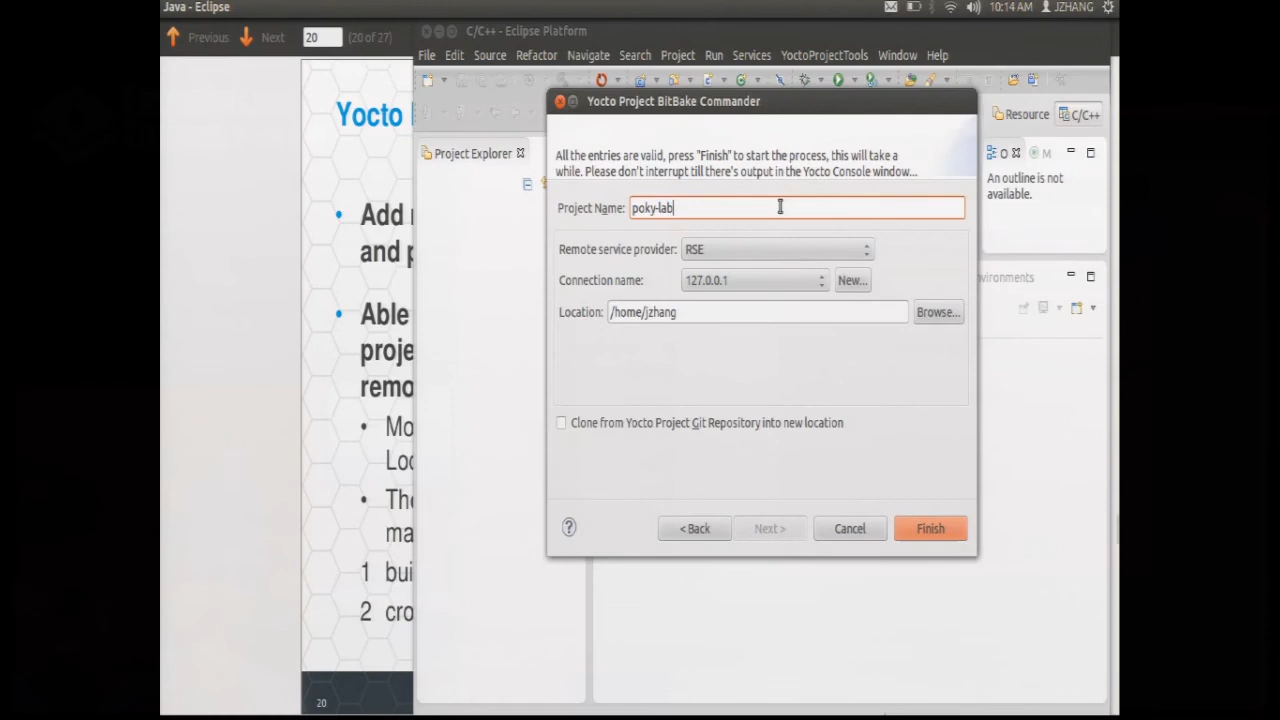 Java - Eclipse
10:14 AM JZHANG
Previous Next 20 (20 of 27)
C/C++ - Eclipse Platform
File Edit Source Refactor Navigate Search Project Run Services YoctoProjectTools Window Help
Yocto
Yocto Project BitBake Commander
Resource C/C++
Project Explorer
O M
All the entries are valid, press "Finish" to start the process, this will take a
while. Please don't interrupt till there's output in the Yocto Console window...
An outline is not
available.
Project Name: poky-lab
• Add
and
Remote service provider: RSE
Connection name: 127.0.0.1 New...
Location: /home/jzhang Browse...
• Able
proje
remo
• Mo
Loc
Clone from Yocto Project Git Repository into new location
• The
ma
? < Back Next > Cancel Finish
1 bui
2 cro
20